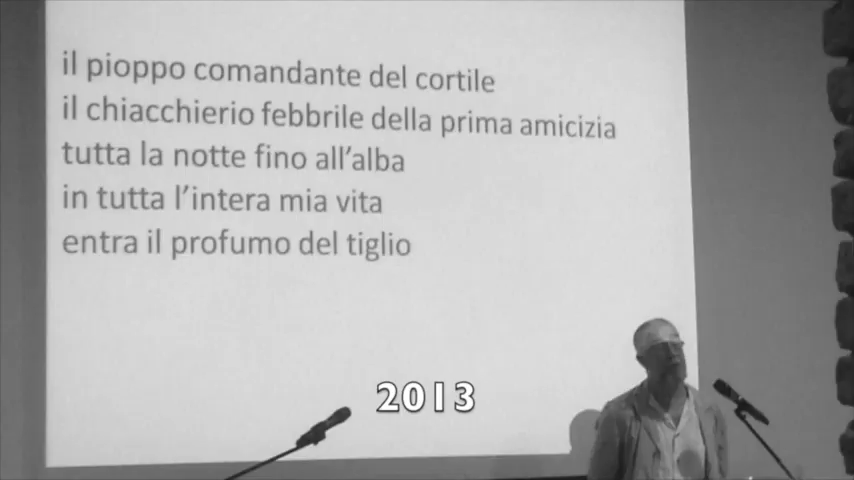 il pioppo comandante del cortile
il chiacchierio febbrile della prima amicizia
tutta la notte fino all'alba
in tutta l'intera mia vita
entra il profumo del tiglio
2013